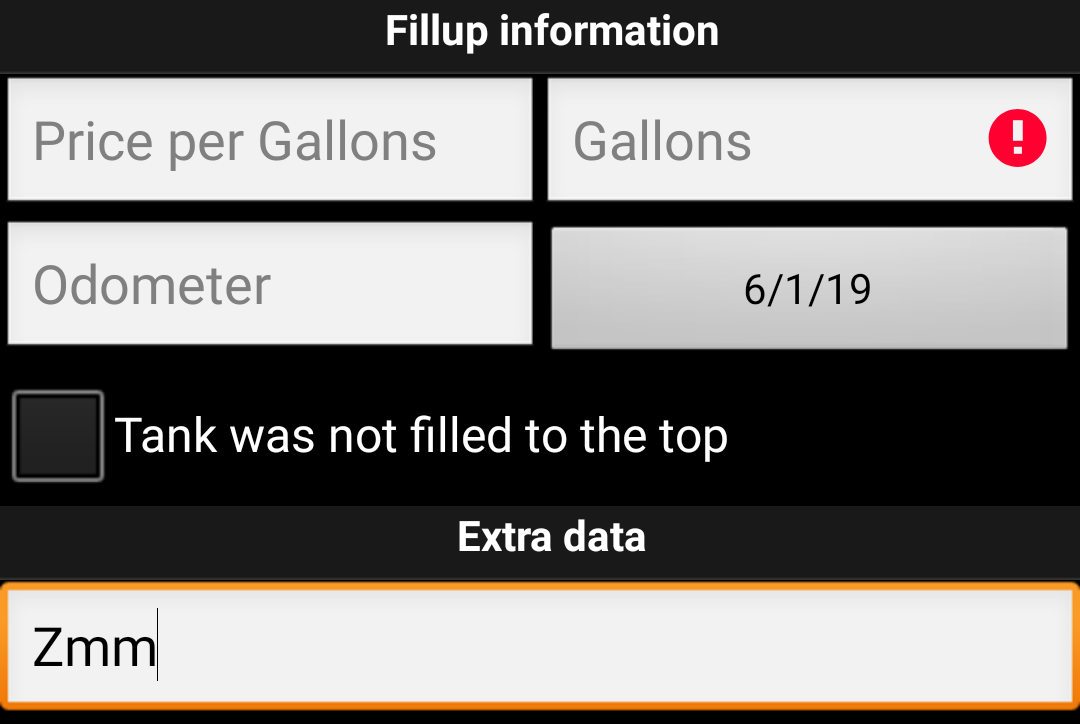 Fillup information
Price per Gallons
Gallons
Odometer
6/1/19
Tank was not filled to the top
Extra data
Zmm